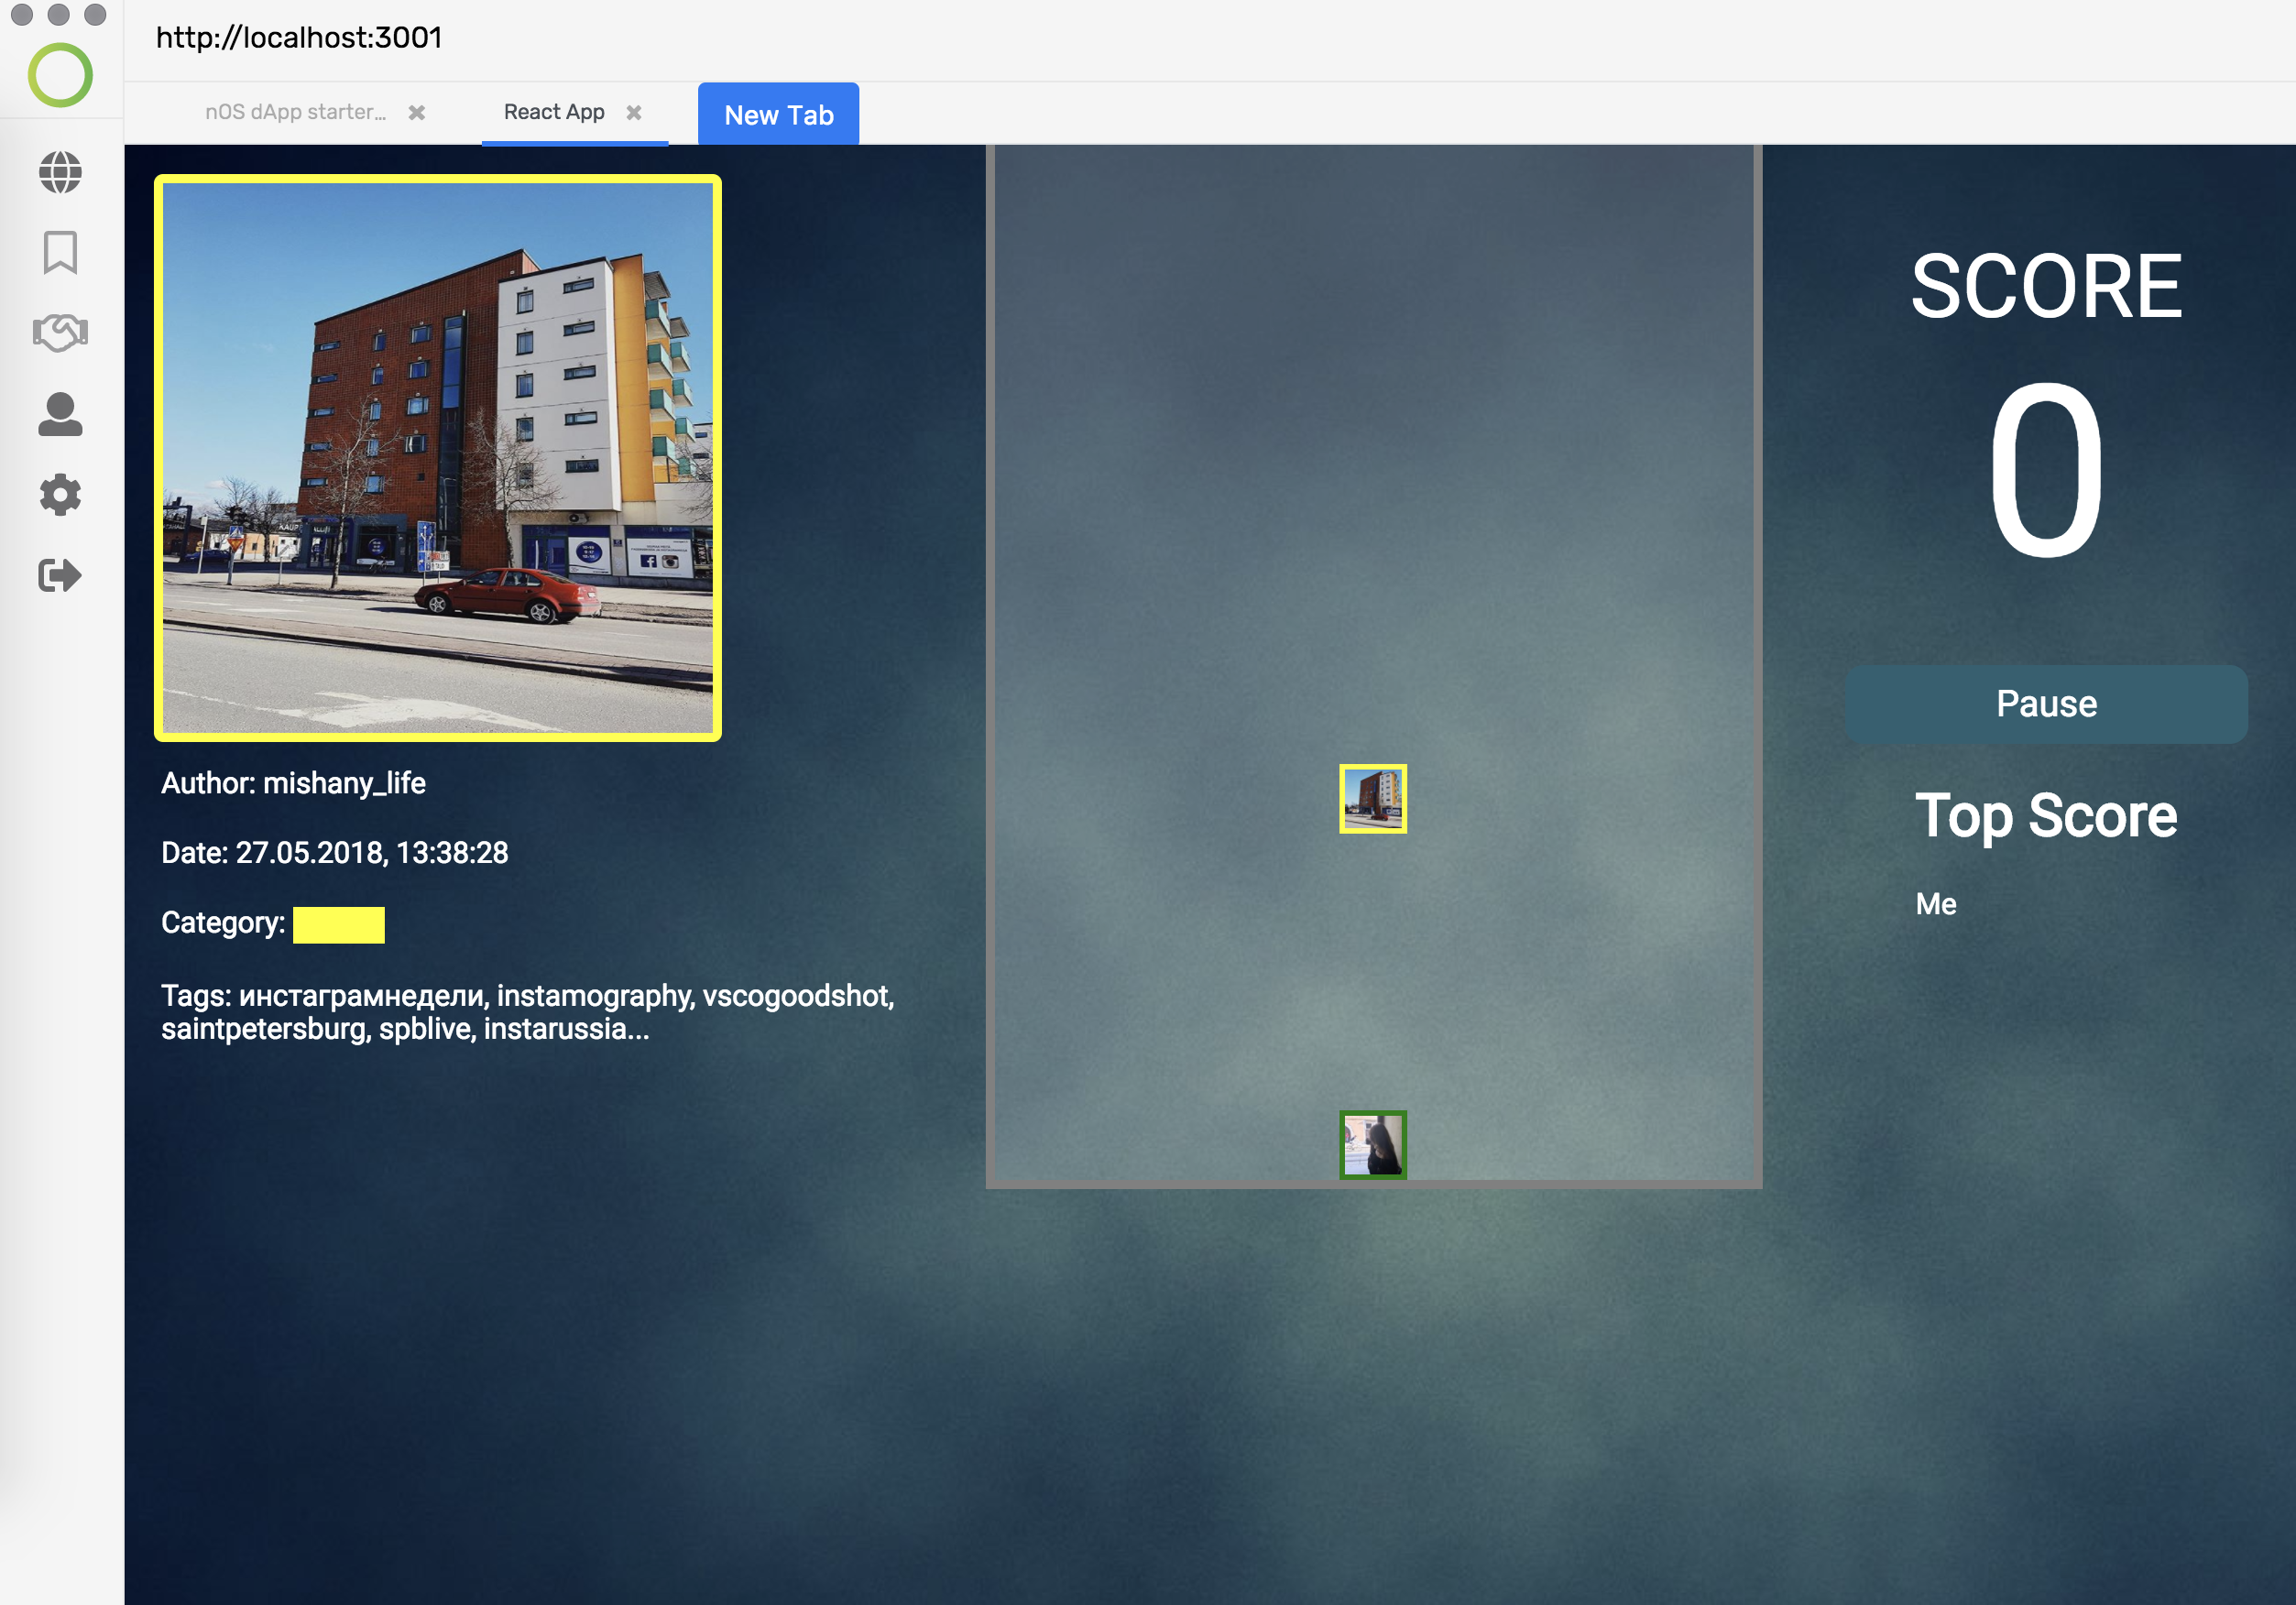 http://localhost:3001
nOS dApp starter...
React App
New Tab
SCORE
0
Pause
Top Score
Me
Author: mishany_life
Date: 27.05.2018, 13:38:28
Category:
Tags: инстаграмнедели, instamography, vscogoodshot,
saintpetersburg, spblive, instarussia...